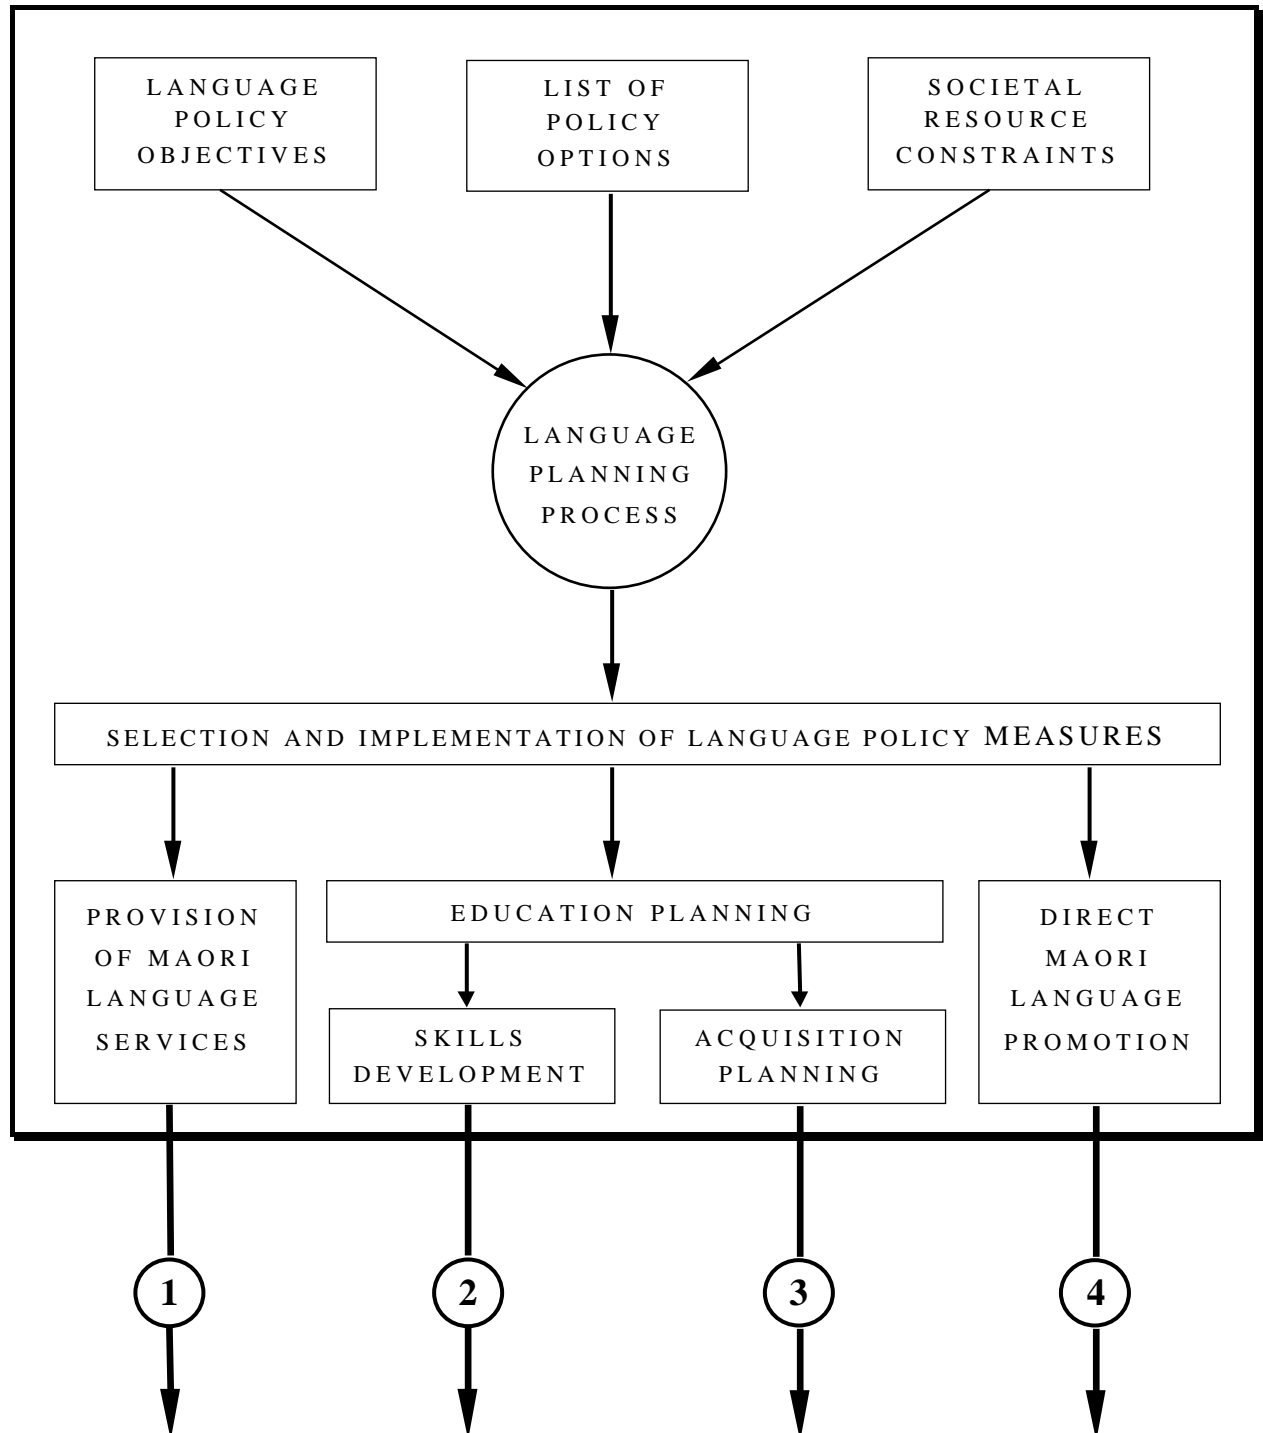 LANGUAGE
POLICY
OBJECTIVES
LIST OF
POLICY
OPTIONS
SOCIETAL
RESOURCE
CONSTRAINTS
LANGUAGE
PLANNING
PROCESS
SELECTION AND IMPLEMENTATION OF LANGUAGE POLICY MEASURES
PROVISION
OF MAORI
LANGUAGE
SERVICES
EDUCATION PLANNING
SKILLS
DEVELOPMENT
ACQUISITION
PLANNING
DIRECT
MAORI
LANGUAGE
PROMOTION
1
2
3
4